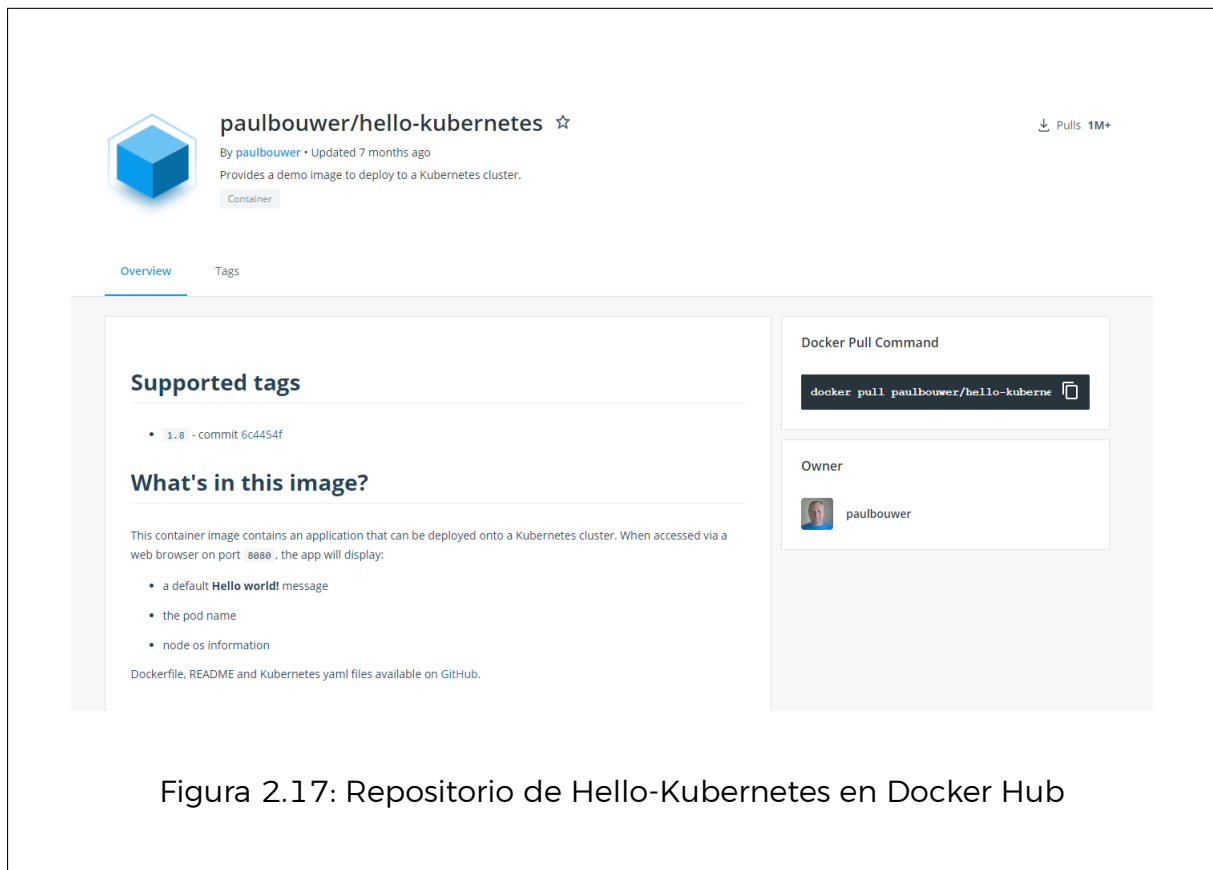 paulbouwer/hello-kubernetes
Pulls 1M+
By paulbouwer • Updated 7 months ago
Provides a demo image to deploy to a Kubernetes cluster.
Container
Overview
Tags
Supported tags
• 1.8 - commit 6c4454f
What's in this image?
This container image contains an application that can be deployed onto a Kubernetes cluster. When accessed via a
web browser on port 8080 , the app will display:
• a default Hello world! message
• the pod name
• node os information
Dockerfile, README and Kubernetes yaml files available on GitHub.
Docker Pull Command
docker pull paulbouwer/hello-kuberne
Owner
paulbouwer
Figura 2.17: Repositorio de Hello-Kubernetes en Docker Hub